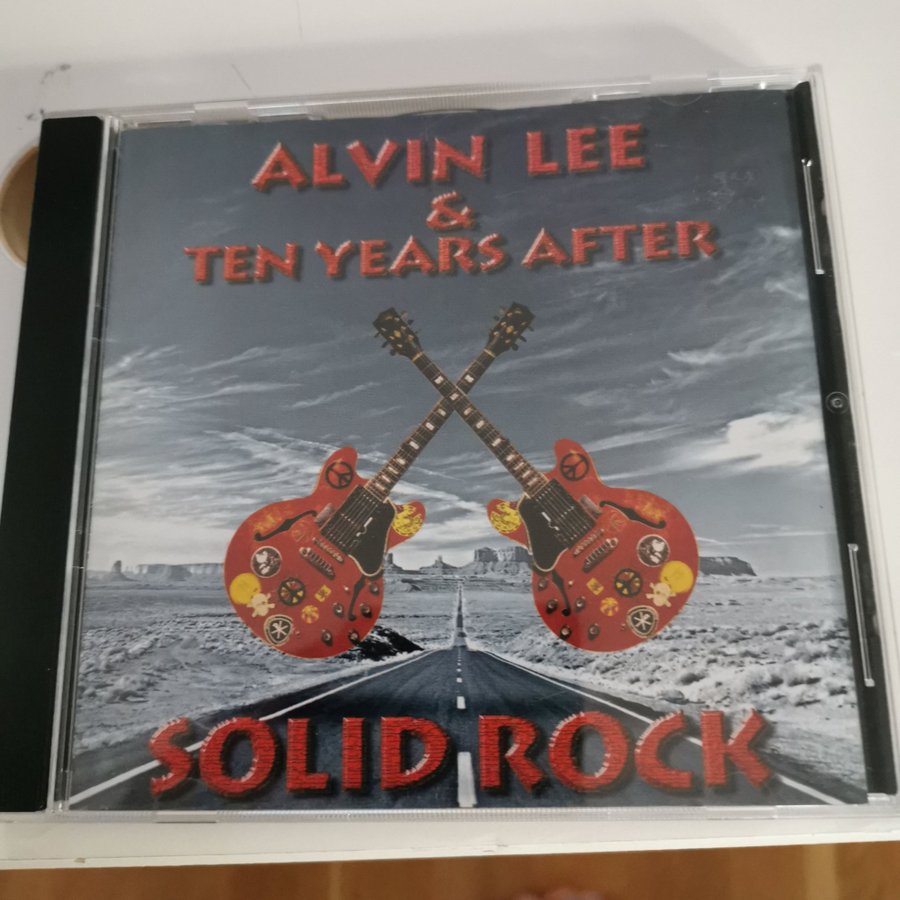 ALVIN LEE
&
TEN YEARS AFTER
SOLID ROCK